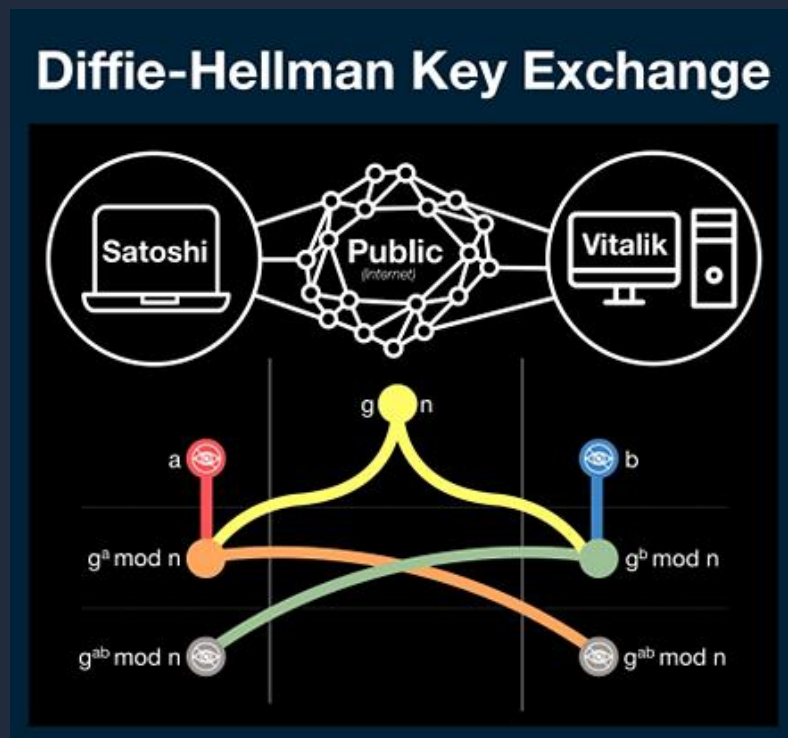 Diffie-Hellman Key Exchange
Satoshi
Public
(Internet)
Vitalik
g n
a
b
gᵃ mod n
gᵇ mod n
gᵃᵇ mod n
gᵃᵇ mod n